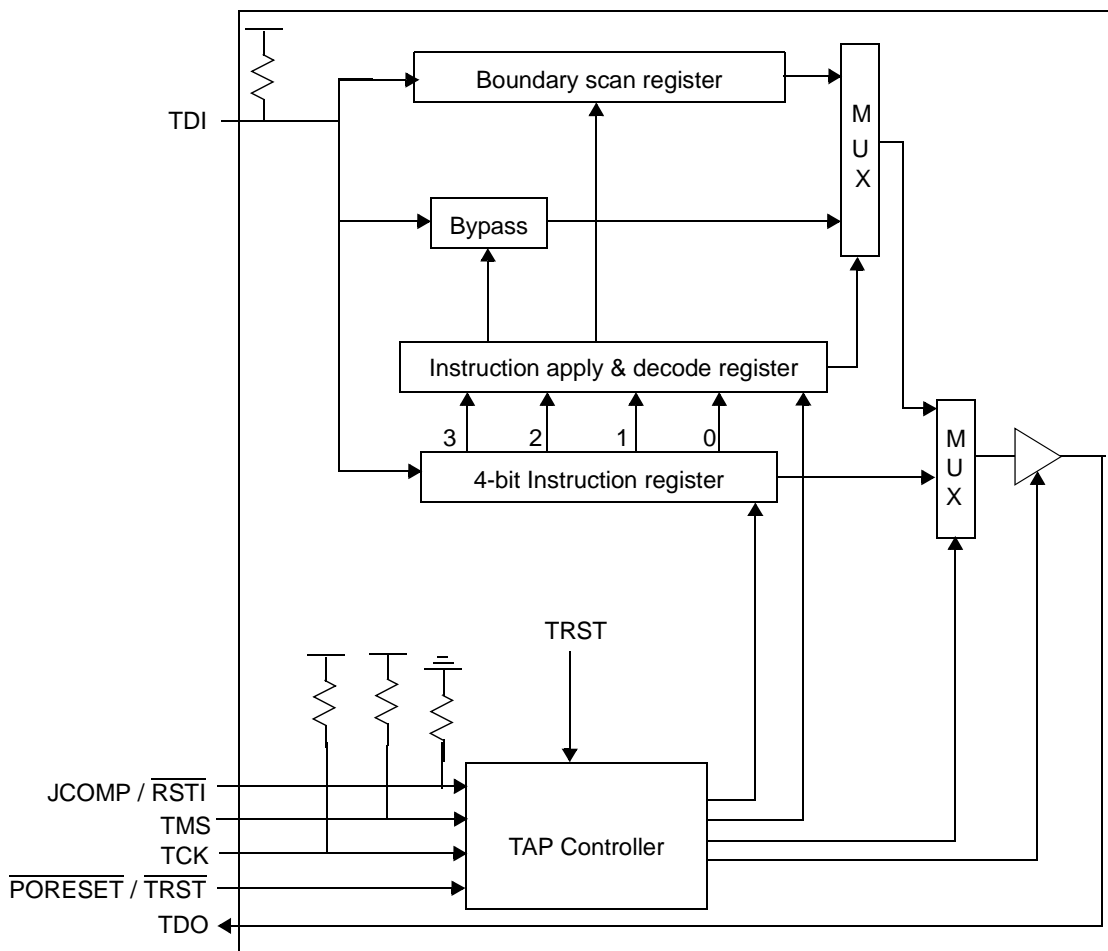 Boundary scan register
TDI
M
U
X
Bypass
Instruction apply & decode register
3 2 1 0
4-bit Instruction register
M
U
X
TRST
JCOMP / RSTI
TMS
TCK
TAP Controller
PORESET / TRST
TDO